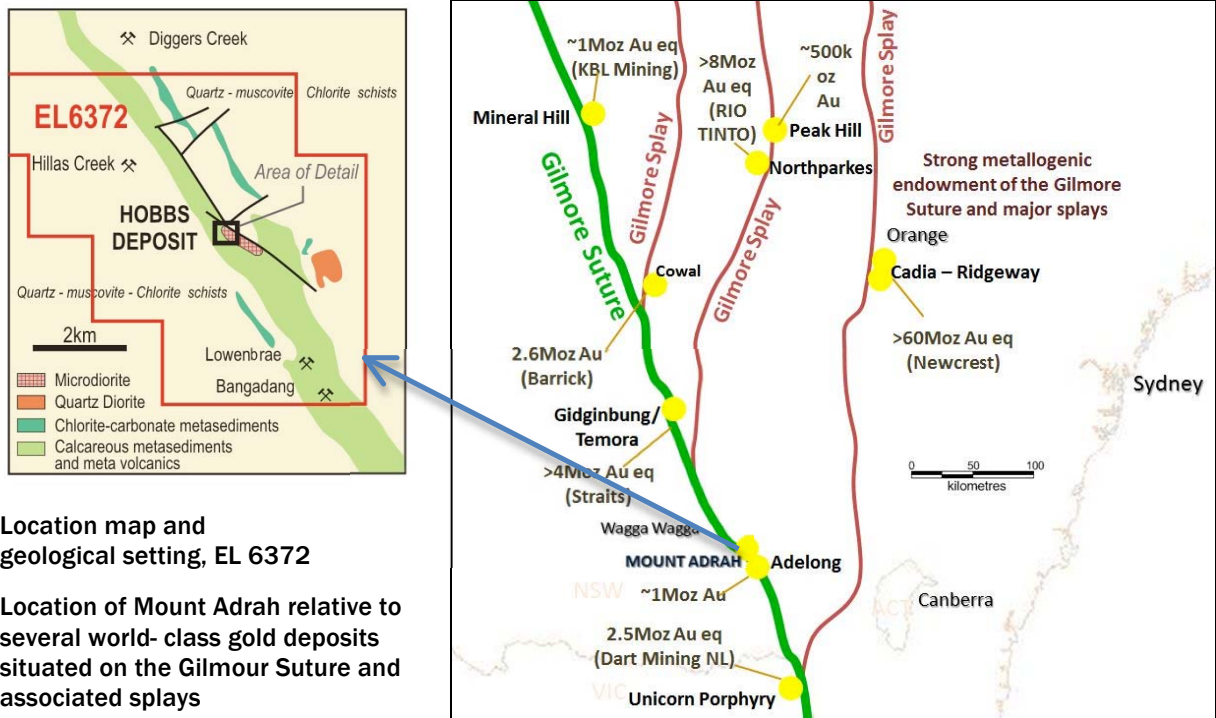 Diggers Creek
Quartz - muscovite Chlorite schists
EL6372
Hillas Creek
Area of Detail
HOBBS
DEPOSIT
Quartz - muscovite - Chlorite schists
2km
Lowenbrae
Bangadang
Microdiorite
Quartz Diorite
Chlorite-carbonate metasediments
Calcareous metasediments
and meta volcanics
Location map and
geological setting, EL 6372
Location of Mount Adrah relative to
several world- class gold deposits
situated on the Gilmour Suture and
associated splays
~1Moz Au eq
(KBL Mining)
Mineral Hill
>8Moz
Au eq
(RIO
TINTO)
~500k
oz
Au
Peak Hill
Northparkes
Gilmore Splay
Gilmore Suture
Gilmore Splay
Gilmore Splay
Strong metallogenic
endowment of the Gilmore
Suture and major splays
Orange
Cadia – Ridgeway
>60Moz Au eq
(Newcrest)
Cowal
2.6Moz Au
(Barrick)
Sydney
Gidginbung/
Temora
>4Moz Au eq
(Straits)
0 50 100
kilometres
Wagga Wagga
MOUNT ADRAH
Adelong
~1Moz Au
NSW
ACT
Canberra
2.5Moz Au eq
(Dart Mining NL)
VIC
Unicorn Porphyry